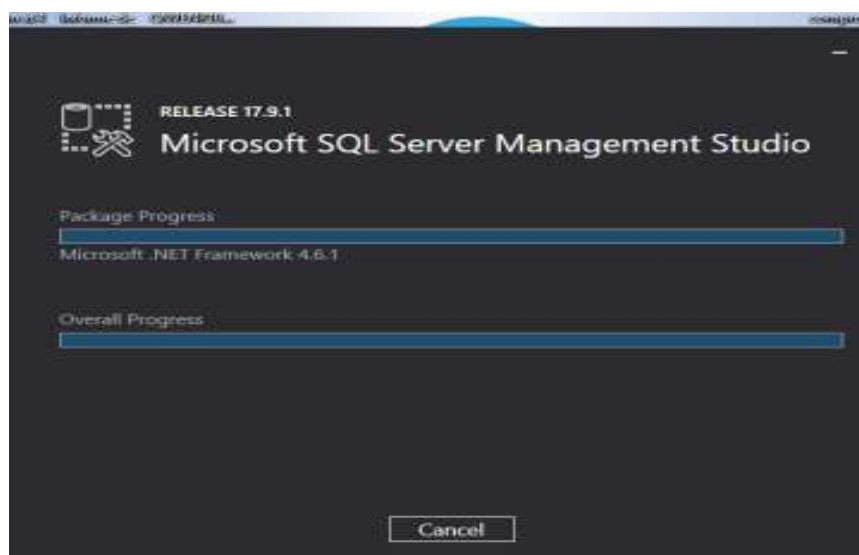 RELEASE 17.9.1
Microsoft SQL Server Management Studio
Package Progress
Microsoft .NET Framework 4.6.1
Overall Progress
Cancel